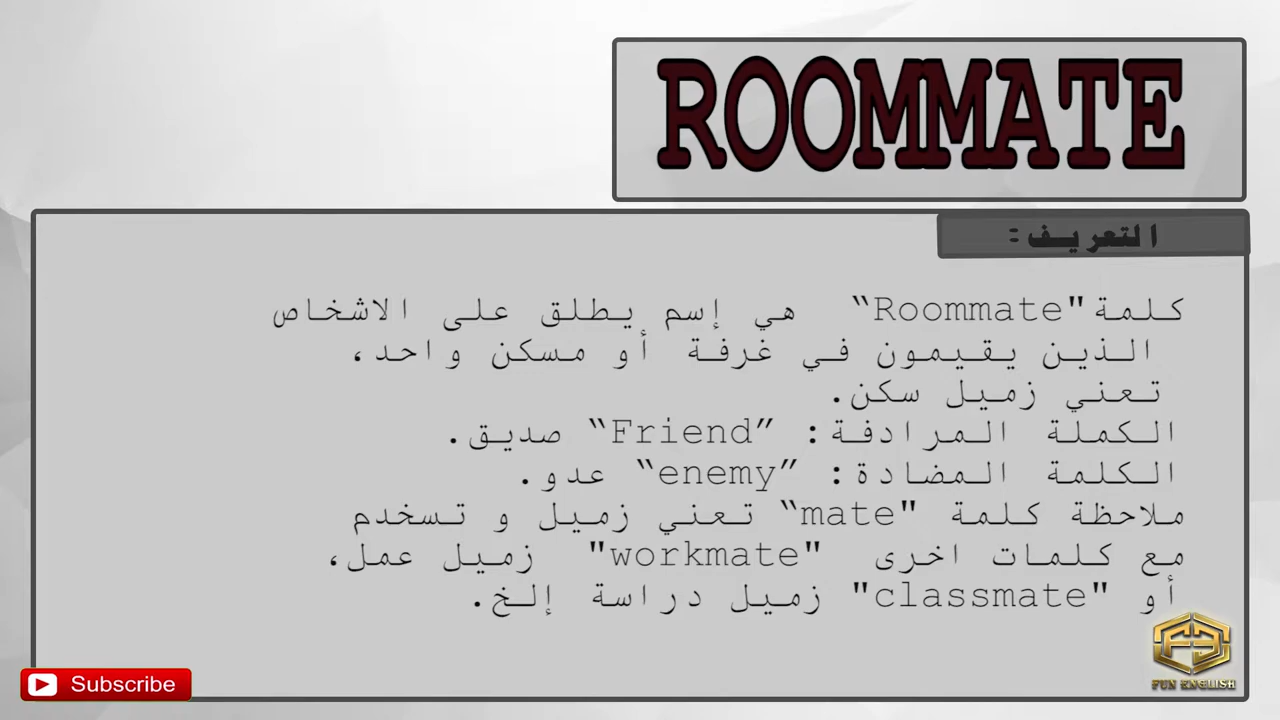 ROOMMATE
التعريف:
كلمة"Roommate“ هي إسم يطلق على الاشخاص
الذين يقيمون في غرفة أو مسكن واحد،
تعني زميل سكن.
الكملة المرادفة: ”Friend“ صديق.
الكلمة المضادة: ”enemy“ عدو.
ملاحظة كلمة "mate“ تعني زميل و تسخدم
مع كلمات اخرى "workmate" زميل عمل،
أو "classmate" زميل دراسة إلخ.
FUN ENGLISH
Subscribe